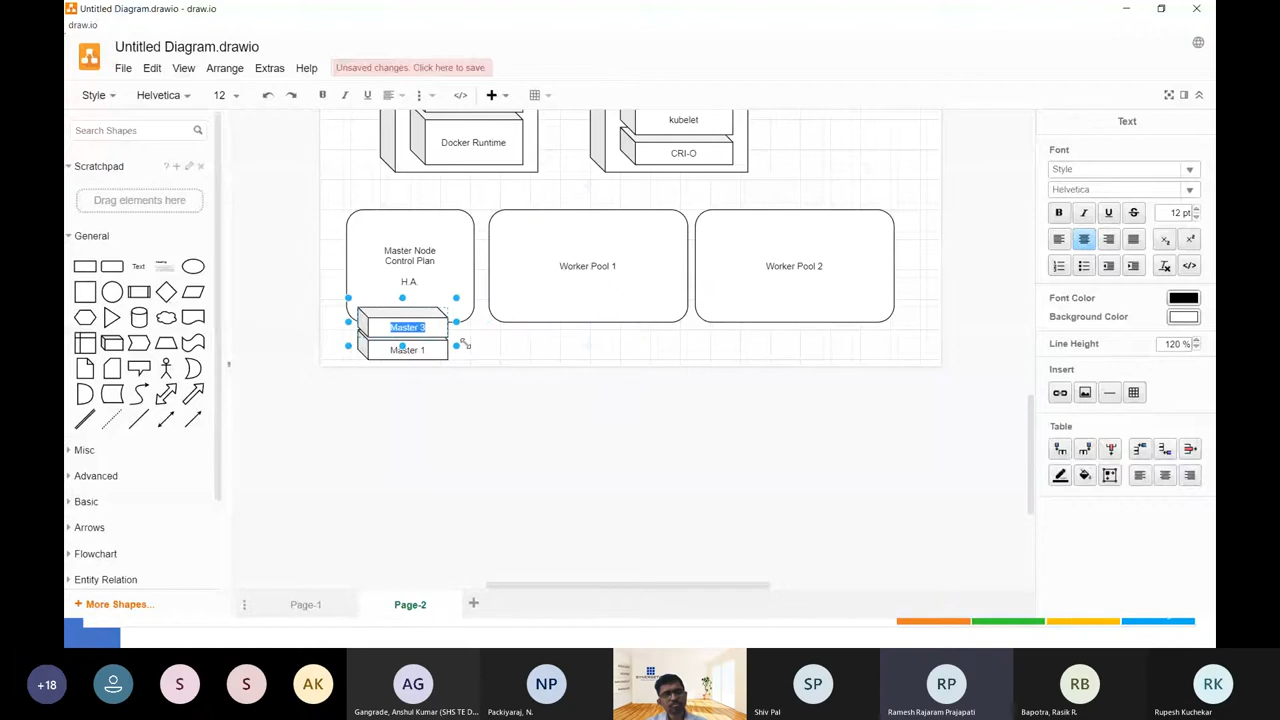 Untitled Diagram.drawio - draw.io
draw.io
Untitled Diagram.drawio
File Edit View Arrange Extras Help Unsaved changes. Click here to save.
Style Helvetica 12 B I U </>
Search Shapes
Scratchpad
Drag elements here
General
Text
Misc
Advanced
Basic
Arrows
Flowchart
Entity Relation
+ More Shapes...
Docker Runtime
kubelet
CRI-O
Master Node
Control Plan
H.A.
Master 3
Master 1
Worker Pool 1
Worker Pool 2
Page-1 Page-2
Text
Font
Style
Helvetica
B I U S 12 pt
Font Color
Background Color
Line Height 120 %
Insert
Table
+18 S S AK AG NP SP RP RB RK
Gangrade, Anshul Kumar (SHS TE D... Packiyaraj, N. Shiv Pal Ramesh Rajaram Prajapati Bapotra, Rasik R. Rupesh Kuchekar